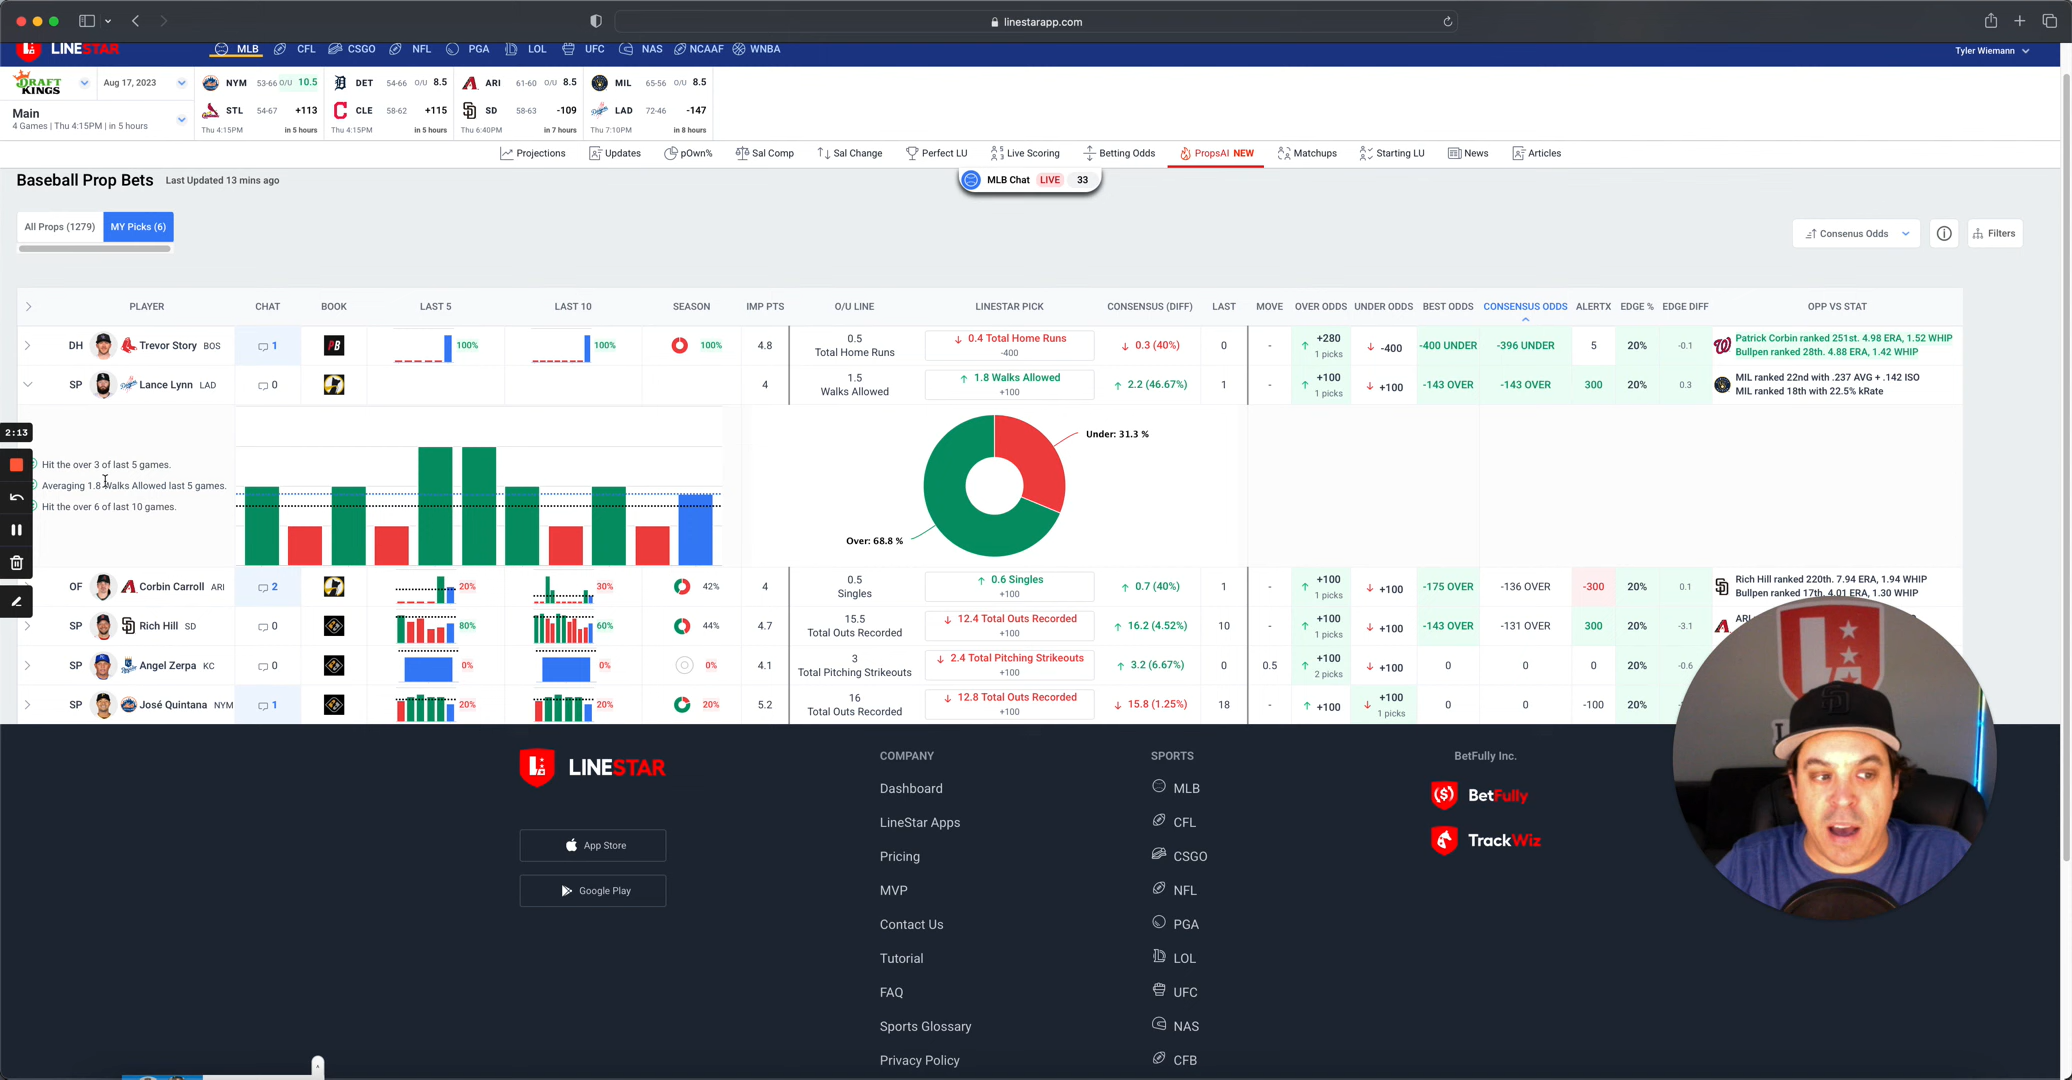 linestarapp.com
LINESTAR MLB CFL CSGO NFL PGA LOL UFC NAS NCAAF WNBA Tyler Wiemann
DRAFT KINGS Aug 17, 2023
Main
4 Games | Thu 4:15PM | in 5 hours
NYM 53-66 O/U 10.5
STL 54-67 +113
Thu 4:15PM in 5 hours
DET 54-66 O/U 8.5
CLE 58-62 +115
Thu 4:15PM in 5 hours
ARI 61-60 O/U 8.5
SD 58-63 -109
Thu 6:40PM in 7 hours
MIL 65-56 O/U 8.5
LAD 72-46 -147
Thu 7:10PM in 8 hours
Projections Updates pOwn% Sal Comp Sal Change Perfect LU Live Scoring Betting Odds PropsAI NEW Matchups Starting LU News Articles
Baseball Prop Bets Last Updated 13 mins ago
MLB Chat LIVE 33
All Props (1279) MY Picks (6)
Consenus Odds Filters
PLAYER CHAT BOOK LAST 5 LAST 10 SEASON IMP PTS O/U LINE LINESTAR PICK CONSENSUS (DIFF) LAST MOVE OVER ODDS UNDER ODDS BEST ODDS CONSENSUS ODDS ALERTX EDGE % EDGE DIFF OPP VS STAT
DH Trevor Story BOS 1 PB 100% 100% 100% 4.8 0.5 Total Home Runs 0.4 Total Home Runs -400 0.3 (40%) 0 - +280 1 picks -400 -400 UNDER -396 UNDER 5 20% -0.1 Patrick Corbin ranked 251st. 4.98 ERA, 1.52 WHIP
Bullpen ranked 28th. 4.88 ERA, 1.42 WHIP
SP Lance Lynn LAD 0 4 1.5 Walks Allowed 1.8 Walks Allowed +100 2.2 (46.67%) 1 - +100 1 picks +100 -143 OVER -143 OVER 300 20% 0.3 MIL ranked 22nd with .237 AVG + .142 ISO
MIL ranked 18th with 22.5% kRate
2:13
Hit the over 3 of last 5 games.
Averaging 1.8 Walks Allowed last 5 games.
Hit the over 6 of last 10 games.
Under: 31.3 %
Over: 68.8 %
OF Corbin Carroll ARI 2 20% 30% 42% 4 0.5 Singles 0.6 Singles +100 0.7 (40%) 1 - +100 1 picks +100 -175 OVER -136 OVER -300 20% 0.1 Rich Hill ranked 220th. 7.94 ERA, 1.94 WHIP
Bullpen ranked 17th. 4.01 ERA, 1.30 WHIP
SP Rich Hill SD 0 80% 60% 44% 4.7 15.5 Total Outs Recorded 12.4 Total Outs Recorded +100 16.2 (4.52%) 10 - +100 1 picks +100 -143 OVER -131 OVER 300 20% -3.1
SP Angel Zerpa KC 0 0% 0% 0% 4.1 3 Total Pitching Strikeouts 2.4 Total Pitching Strikeouts +100 3.2 (6.67%) 0 0.5 +100 2 picks +100 0 0 0 20% -0.6
SP José Quintana NYM 1 20% 20% 20% 5.2 16 Total Outs Recorded 12.8 Total Outs Recorded +100 15.8 (1.25%) 18 - +100 +100 1 picks 0 0 -100 20%
LINESTAR
App Store
Google Play
COMPANY
Dashboard
LineStar Apps
Pricing
MVP
Contact Us
Tutorial
FAQ
Sports Glossary
Privacy Policy
SPORTS
MLB
CFL
CSGO
NFL
PGA
LOL
UFC
NAS
CFB
BetFully Inc.
BetFully
TrackWiz